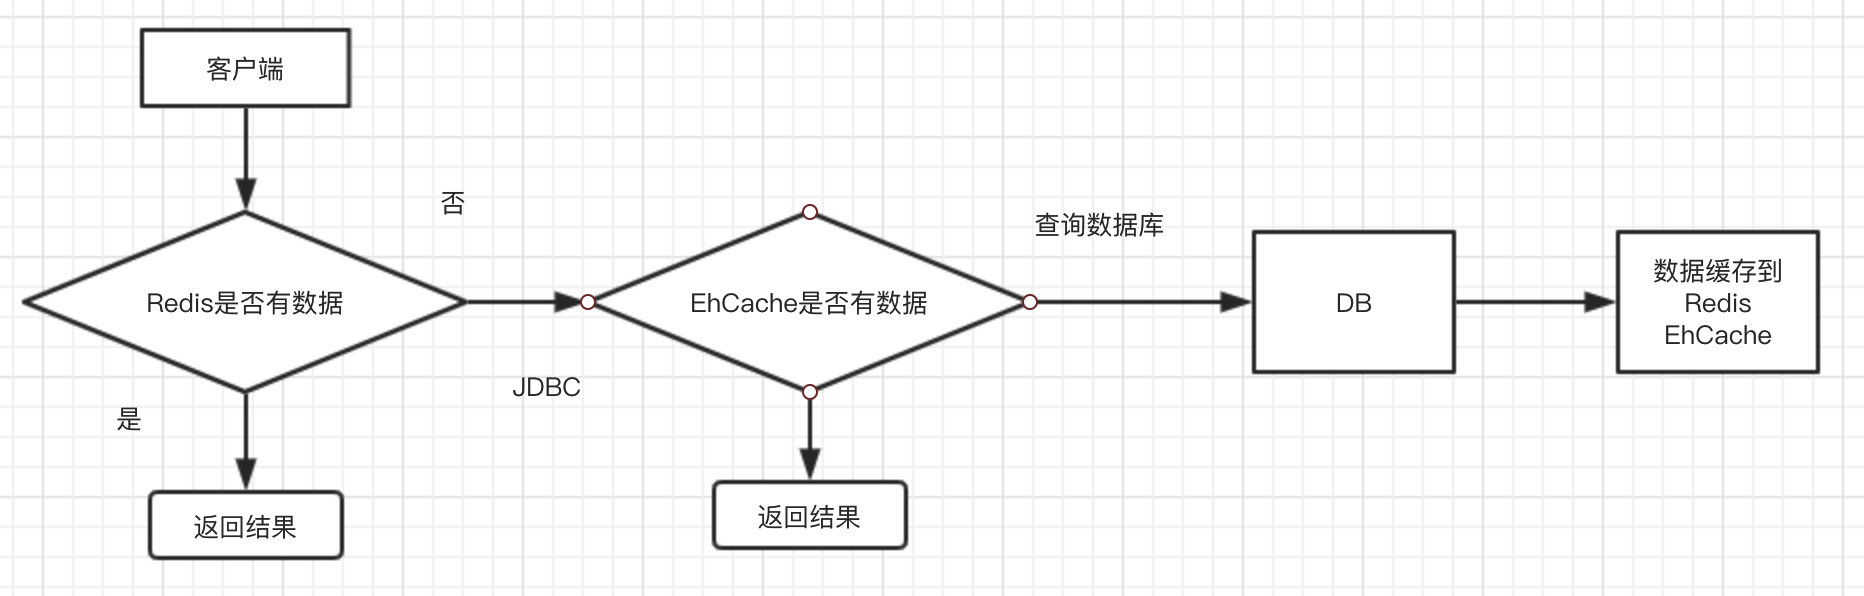 客户端
否
Redis是否有数据
JDBC
是
返回结果
EhCache是否有数据
返回结果
查询数据库
DB
数据缓存到
Redis
EhCache